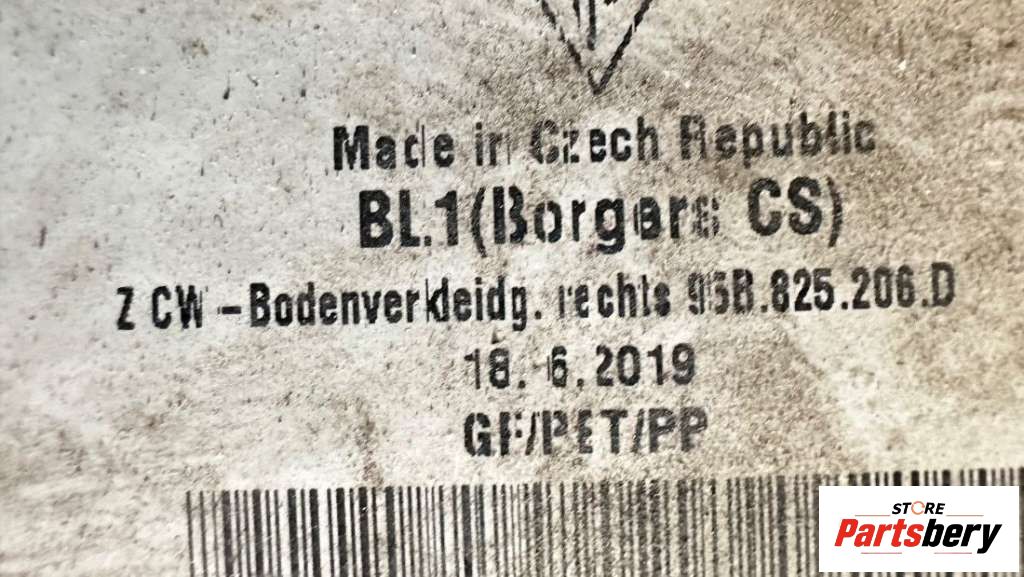 Made in Czech Republic
BL.1(Borgers CS)
Z CW -Bodenverkleidg. rechts 95B.825.206.D
18. 6.2019
GF/PET/PP
STORE
Partsbery